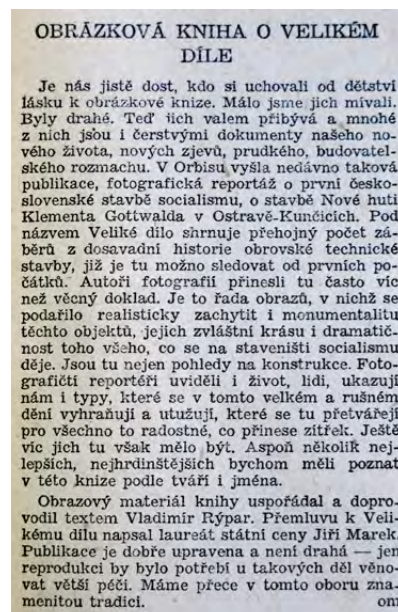 OBRÁZKOVÁ KNIHA O VELIKÉM
DÍLE
Je nás jistě dost, kdo si uchovali od dětství
lásku k obrázkové knize. Málo jsme jich mívali.
Byly drahé. Teď jich valem přibývá a mnohé
z nich jsou i čerstvými dokumenty našeho no-
vého života, nových zjevů, prudkého, budovatel-
ského rozmachu. V Orbisu vyšla nedávno taková
publikace, fotografická reportáž o první česko-
slovenské stavbě socialismu, o stavbě Nové huti
Klementa Gottwalda v Ostravě-Kunčicích. Pod
názvem Veliké dílo shrnuje přehojný počet zá-
běrů z dosavadní historie obrovské technické
stavby, již je tu možno sledovat od prvních po-
čátků. Autoři fotografií přinesli tu často víc
než věcný doklad. Je to řada obrazů, v nichž se
podařilo realisticky zachytit i monumentalitu
těchto objektů, jejich zvláštní krásu i dramatič-
nost toho všeho, co se na staveništi socialismu
děje. Jsou tu nejen pohledy na konstrukce. Foto-
grafičtí reportéři uviděli i život, lidi, ukazují
nám i typy, které se v tomto velkém a rušném
dění vyhraňují a utužují, které se tu přetvářejí
pro všechno to radostné, co přinese zítřek. Ještě
víc jich tu však mělo být. Aspoň několik nej-
lepších, nejhrdinštějších bychom měli poznat
v této knize podle tváří i jména.
Obrazový materiál knihy uspořádal a dopro-
vodil textem Vladimír Rýpar. Přemluvu k Veli-
kému dílu napsal laureát státní ceny Jiří Marek.
Publikace je dobře upravena a není drahá — jen
reprodukci by bylo potřebí u takových děl věno-
vat větší péči. Máme přece v tomto oboru zna-
menitou tradici. om